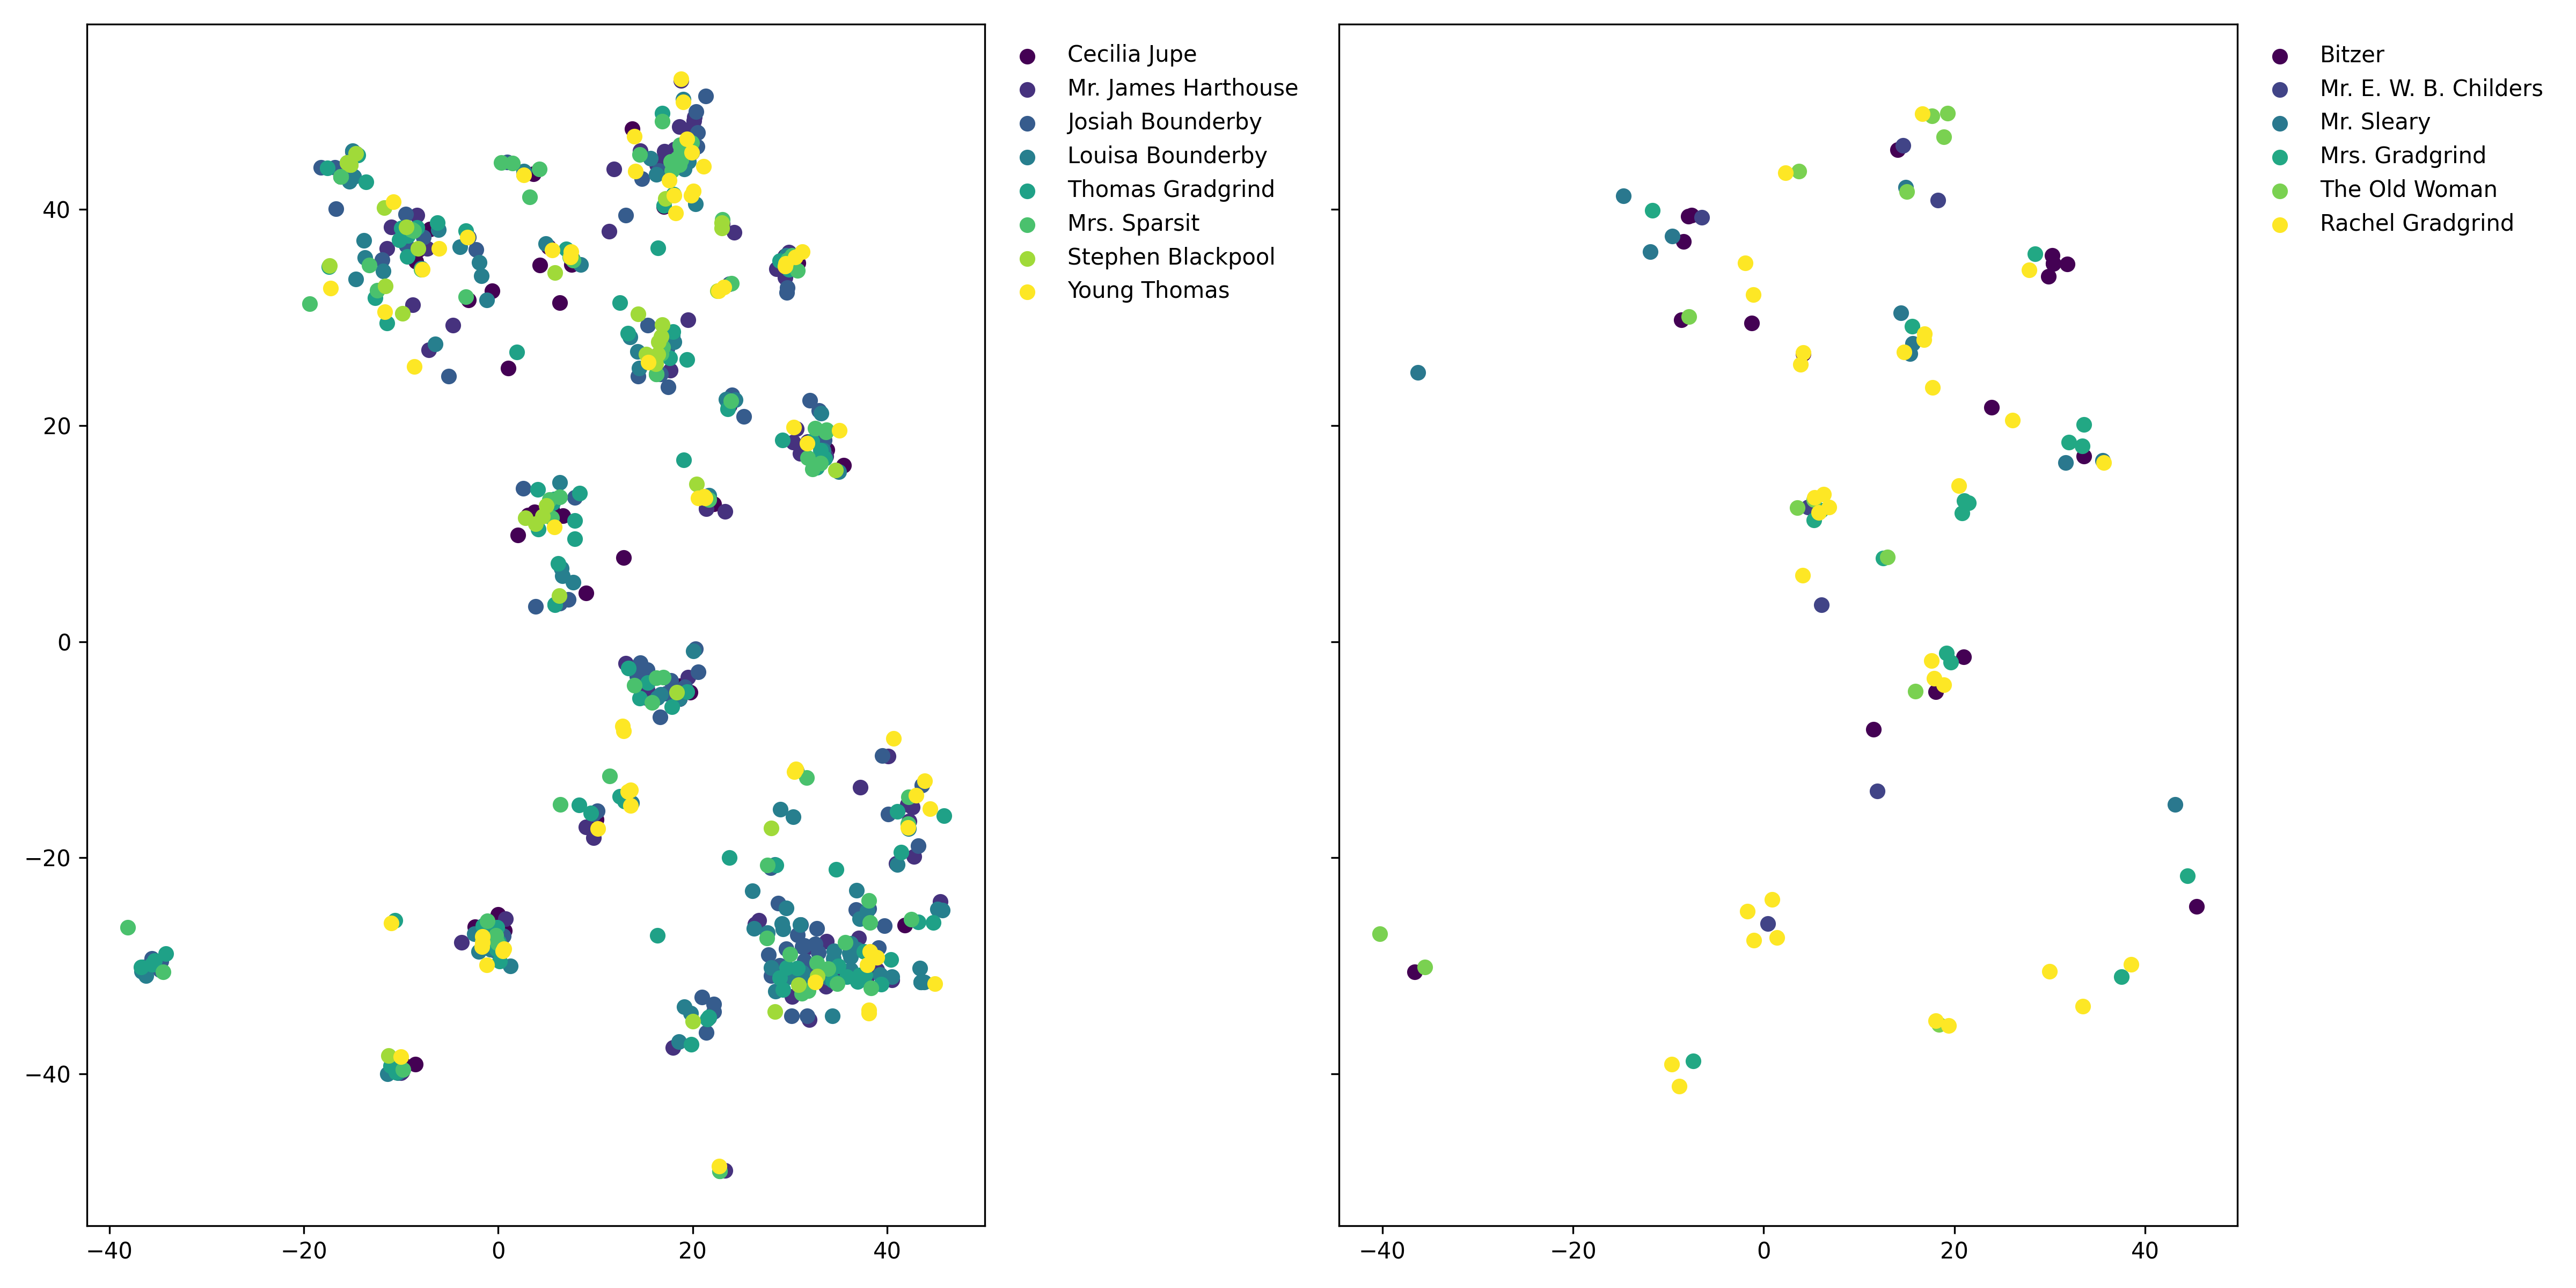 Cecilia Jupe
Mr. James Harthouse
Josiah Bounderby
Louisa Bounderby
Thomas Gradgrind
Mrs. Sparsit
Stephen Blackpool
Young Thomas
Bitzer
Mr. E. W. B. Childers
Mr. Sleary
Mrs. Gradgrind
The Old Woman
Rachel Gradgrind
40
20
0
−20
−40
−40 −20 0 20 40
−40 −20 0 20 40